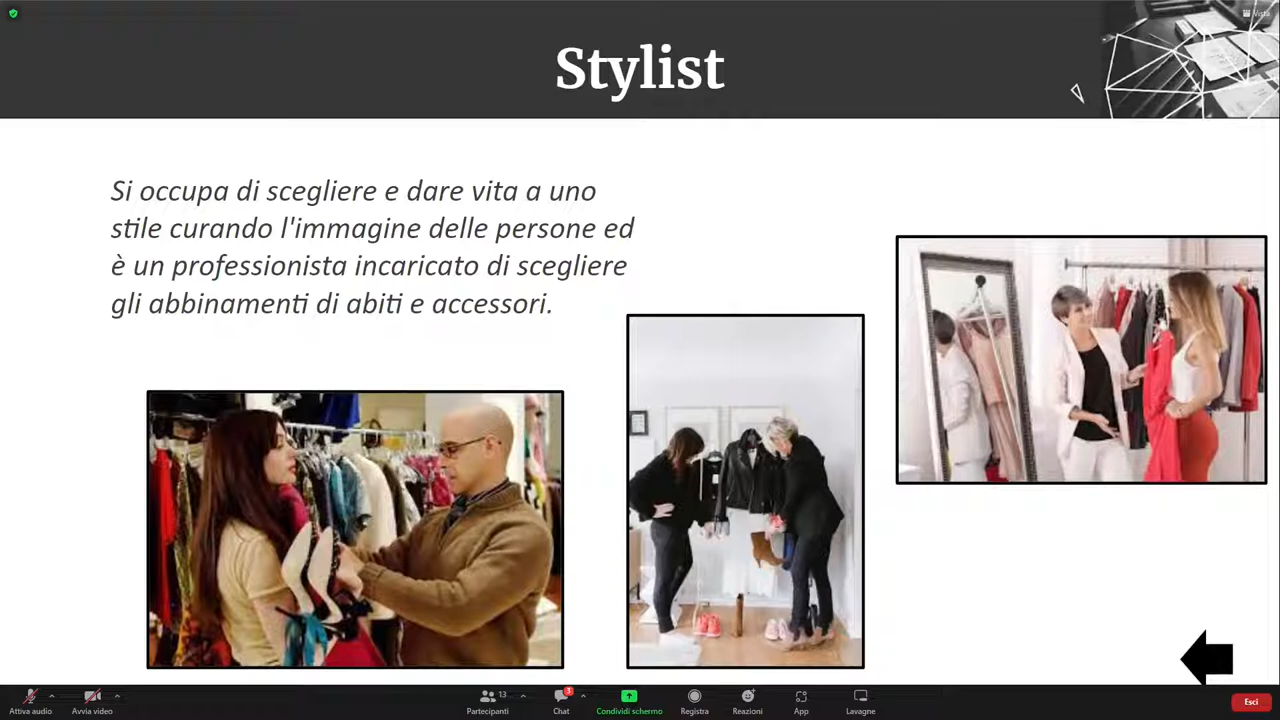 Vista
Stylist
Si occupa di scegliere e dare vita a uno
stile curando l'immagine delle persone ed
è un professionista incaricato di scegliere
gli abbinamenti di abiti e accessori.
Attiva audio
Avvia video
13
Partecipanti
3
Chat
Condividi schermo
Registra
Reazioni
App
Lavagne
Esci